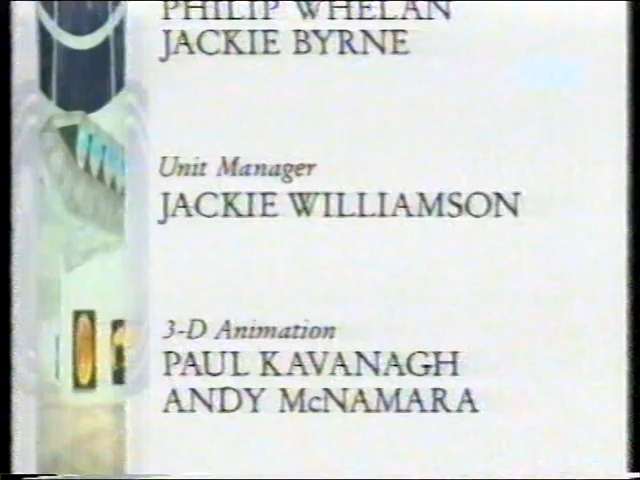 PHILIP WHELAN
JACKIE BYRNE
Unit Manager
JACKIE WILLIAMSON
3-D Animation
PAUL KAVANAGH
ANDY McNAMARA